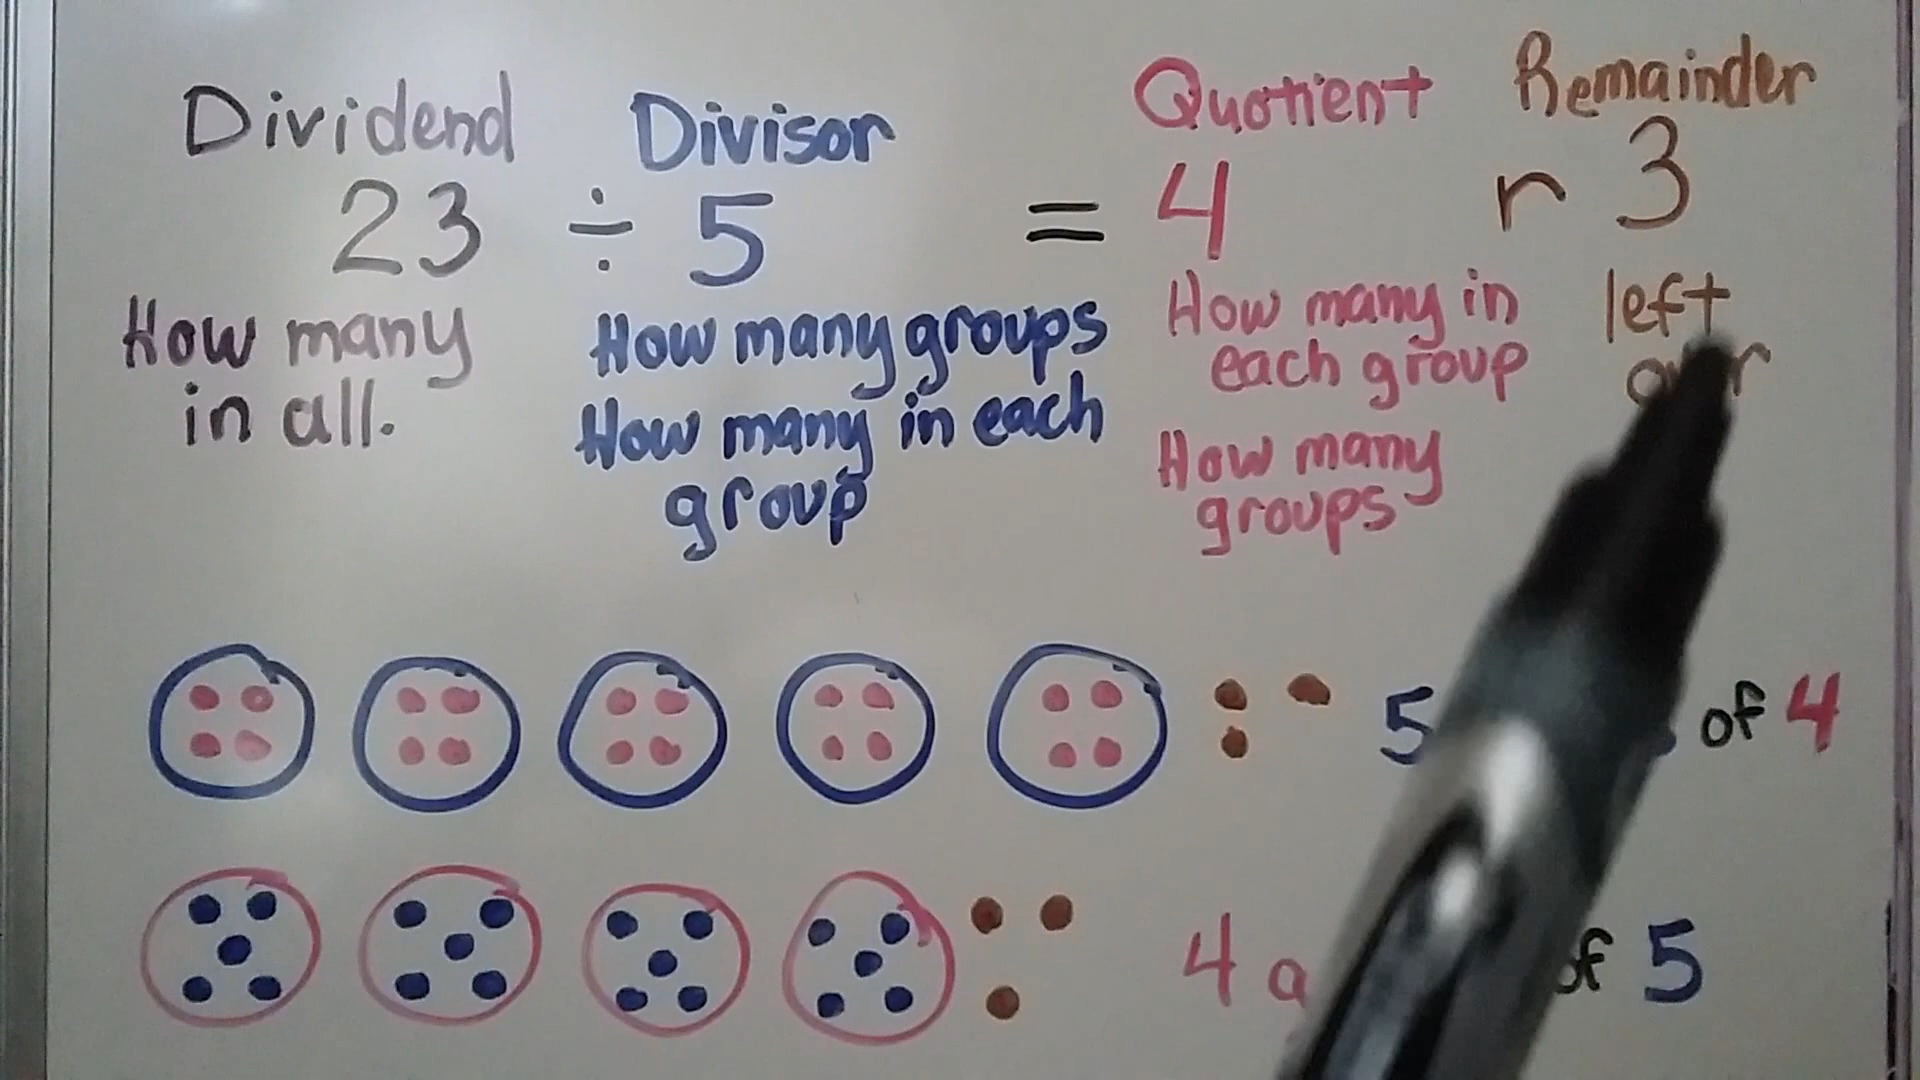 Dividend Divisor Quotient Remainder
23 ÷ 5 = 4 r 3
How many
in all.
How many groups
How many in each
group
How many in
each group
How many
groups
left
5 of 4
4 of 5